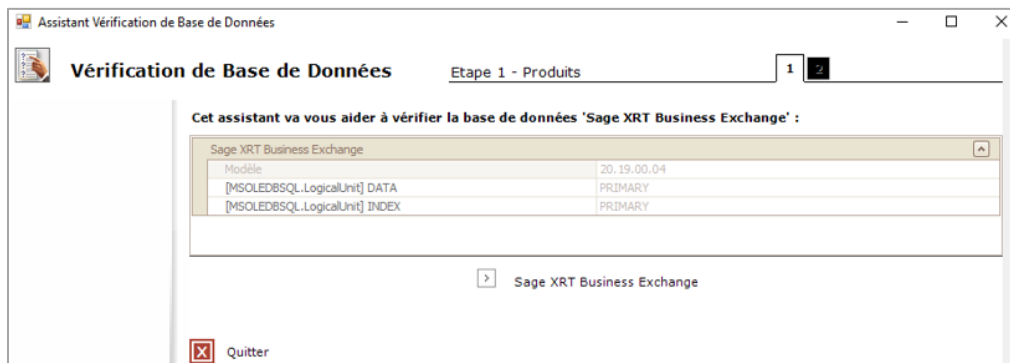 Assistant Vérification de Base de Données
Vérification de Base de Données
Etape 1 - Produits
1 2
Cet assistant va vous aider à vérifier la base de données 'Sage XRT Business Exchange' :
Sage XRT Business Exchange
Modèle 20.19.00.04
[MSOLEDBSQL.LogicalUnit] DATA PRIMARY
[MSOLEDBSQL.LogicalUnit] INDEX PRIMARY
Sage XRT Business Exchange
Quitter